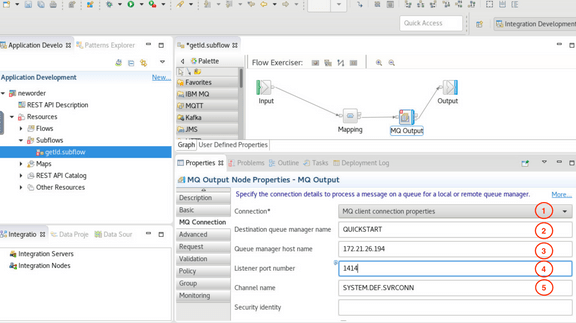 Quick Access
Integration Development
Application Develo
Patterns Explorer
Application Development
New...
neworder
REST API Description
Resources
Flows
Subflows
getId.subflow
Maps
REST API Catalog
Other Resources
Integratio
Data Proje
Data Sour
Integration Servers
Integration Nodes
*getId.subflow
Palette
Favorites
IBM MQ
MQTT
Kafka
JMS
Flow Exerciser:
Input
Mapping
MQ Output
Output
Graph
User Defined Properties
Properties
Problems
Outline
Tasks
Deployment Log
MQ Output Node Properties - MQ Output
Description
Basic
MQ Connection
Advanced
Request
Validation
Policy
Group
Monitoring
Specify the connection details to process a message on a queue for a local or remote queue manager.
More...
Connection*
MQ client connection properties
1
Destination queue manager name
QUICKSTART
2
Queue manager host name
172.21.26.194
3
Listener port number
1414
4
Channel name
SYSTEM.DEF.SVRCONN
5
Security identity